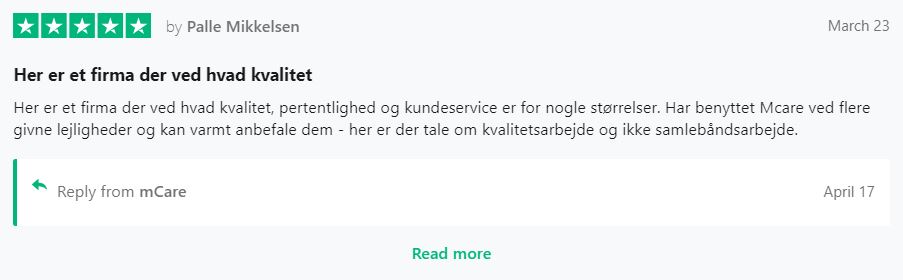 by Palle Mikkelsen
March 23
Her er et firma der ved hvad kvalitet
Her er et firma der ved hvad kvalitet, pertentlighed og kundeservice er for nogle størrelser. Har benyttet Mcare ved flere
givne lejligheder og kan varmt anbefale dem - her er der tale om kvalitetsarbejde og ikke samlebåndsarbejde.
Reply from mCare
April 17
Read more